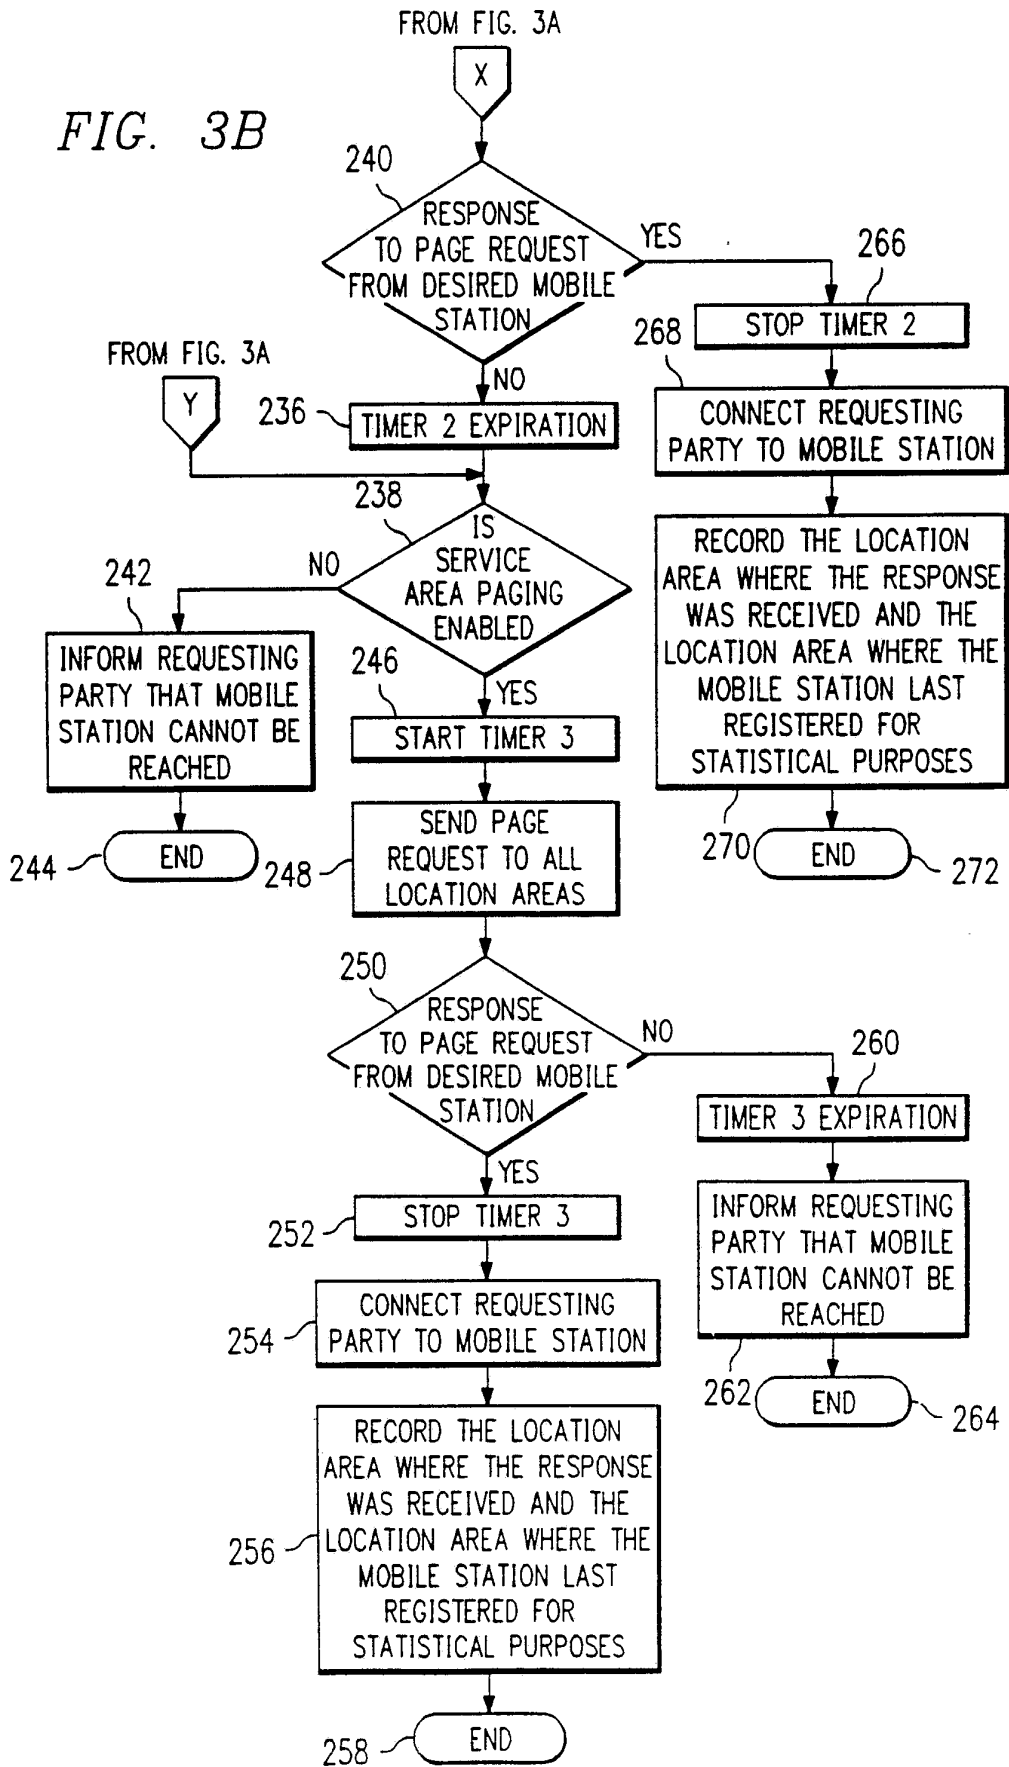 FROM FIG. 3A
X
FIG. 3B
240
RESPONSE
TO PAGE REQUEST
FROM DESIRED MOBILE
STATION
YES
266
STOP TIMER 2
268
CONNECT REQUESTING
PARTY TO MOBILE STATION
RECORD THE LOCATION
AREA WHERE THE RESPONSE
WAS RECEIVED AND THE
LOCATION AREA WHERE THE
MOBILE STATION LAST
REGISTERED FOR
STATISTICAL PURPOSES
270
END
272
NO
FROM FIG. 3A
Y
236
TIMER 2 EXPIRATION
238
IS
SERVICE
AREA PAGING
ENABLED
NO
242
INFORM REQUESTING
PARTY THAT MOBILE
STATION CANNOT BE
REACHED
244
END
YES
246
START TIMER 3
248
SEND PAGE
REQUEST TO ALL
LOCATION AREAS
250
RESPONSE
TO PAGE REQUEST
FROM DESIRED MOBILE
STATION
NO
260
TIMER 3 EXPIRATION
INFORM REQUESTING
PARTY THAT MOBILE
STATION CANNOT BE
REACHED
262
END
264
YES
252
STOP TIMER 3
254
CONNECT REQUESTING
PARTY TO MOBILE STATION
256
RECORD THE LOCATION
AREA WHERE THE RESPONSE
WAS RECEIVED AND THE
LOCATION AREA WHERE THE
MOBILE STATION LAST
REGISTERED FOR
STATISTICAL PURPOSES
258
END